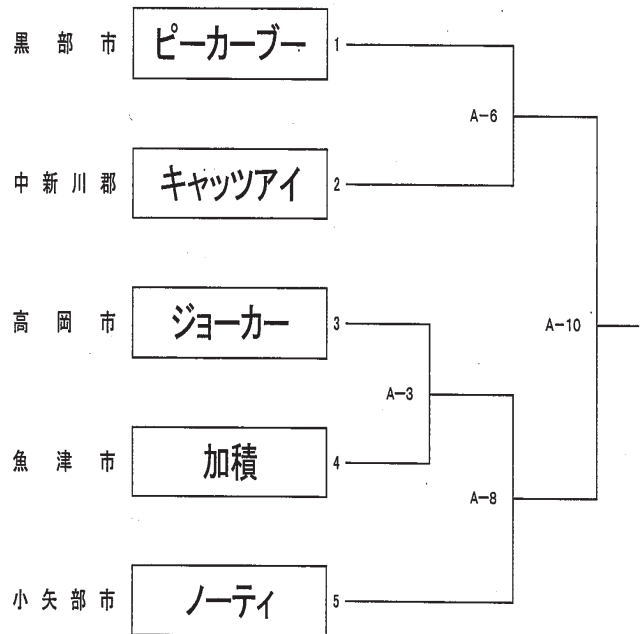 黒部市 ピーカーブー 1
A-6
中新川郡 キャッツアイ 2
高岡市 ジョーカー 3
A-10
A-3
魚津市 加積 4
A-8
小矢部市 ノーティ 5